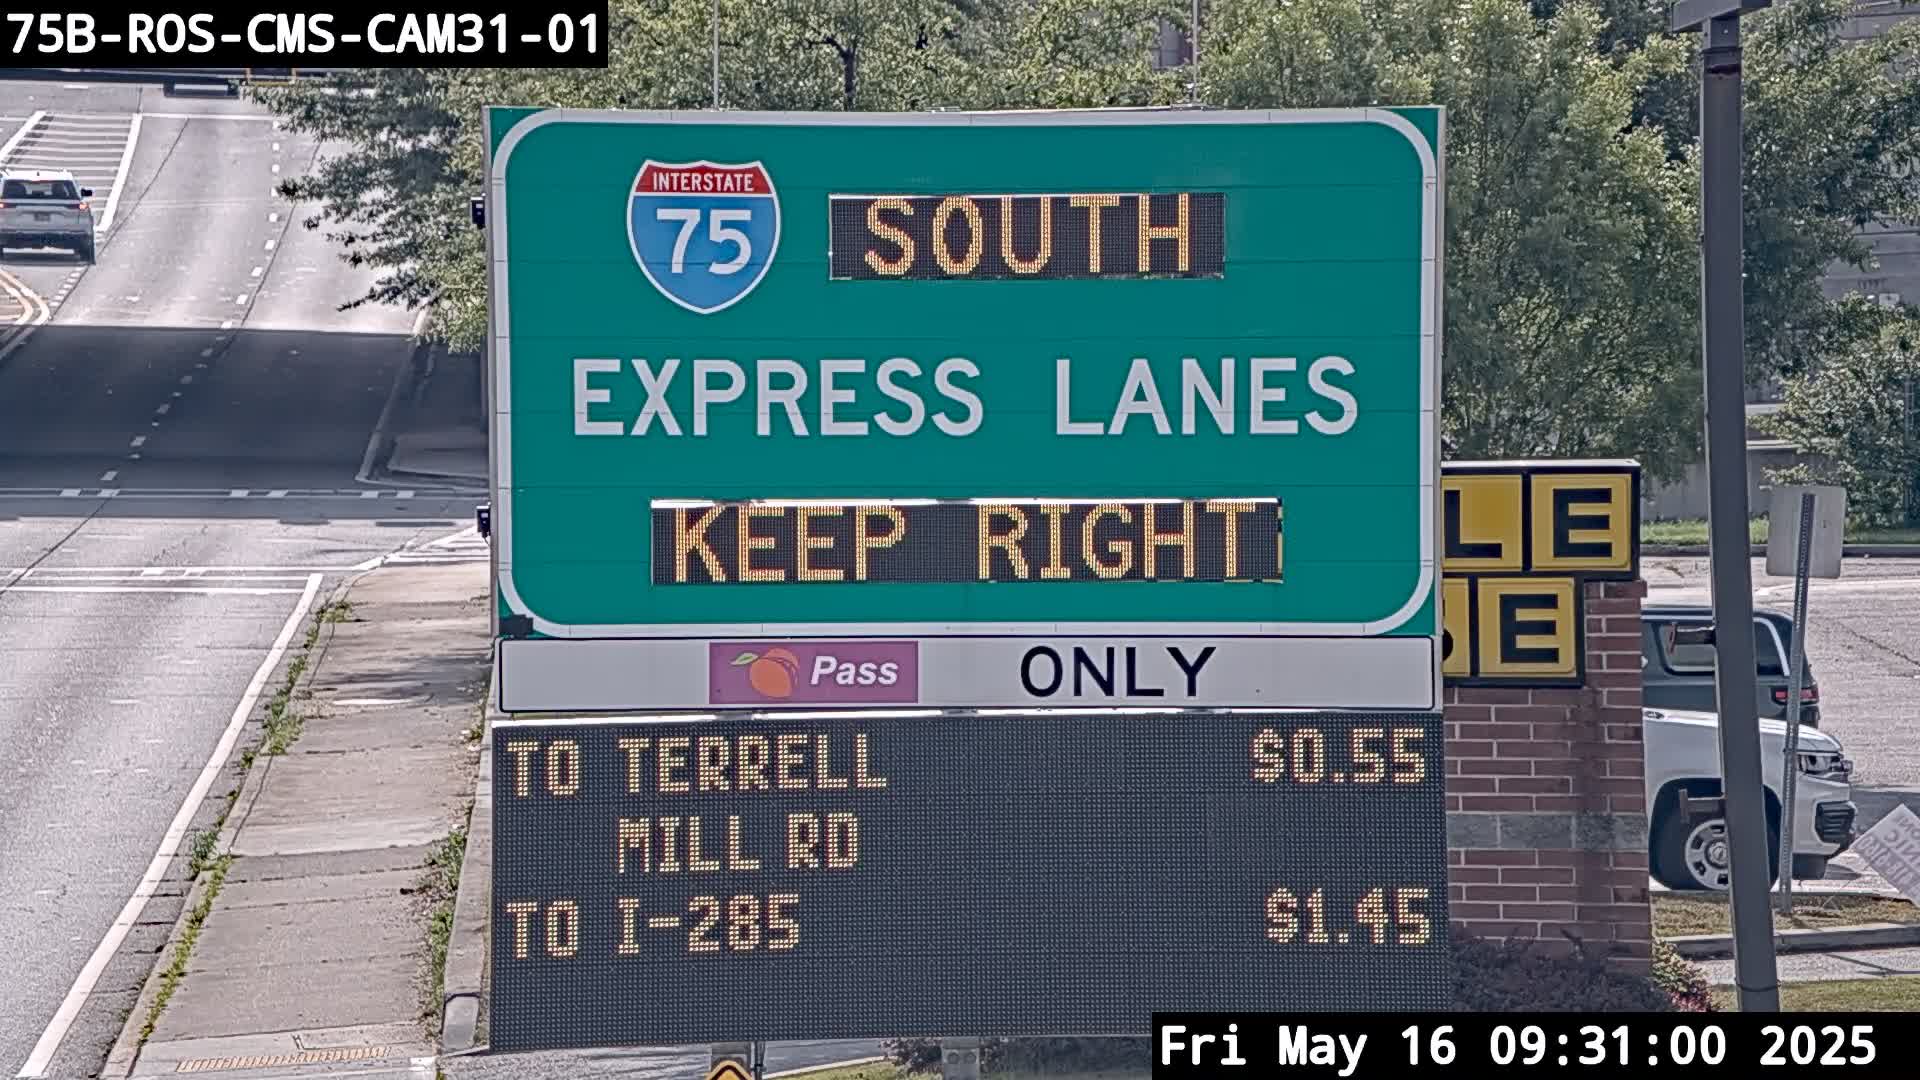 75B-ROS-CMS-CAM31-01
INTERSTATE
75
SOUTH
EXPRESS LANES
KEEP RIGHT
LE
E
Pass ONLY
TO TERRELL $0.55
MILL RD
TO I-285 $1.45
Fri May 16 09:31:00 2025